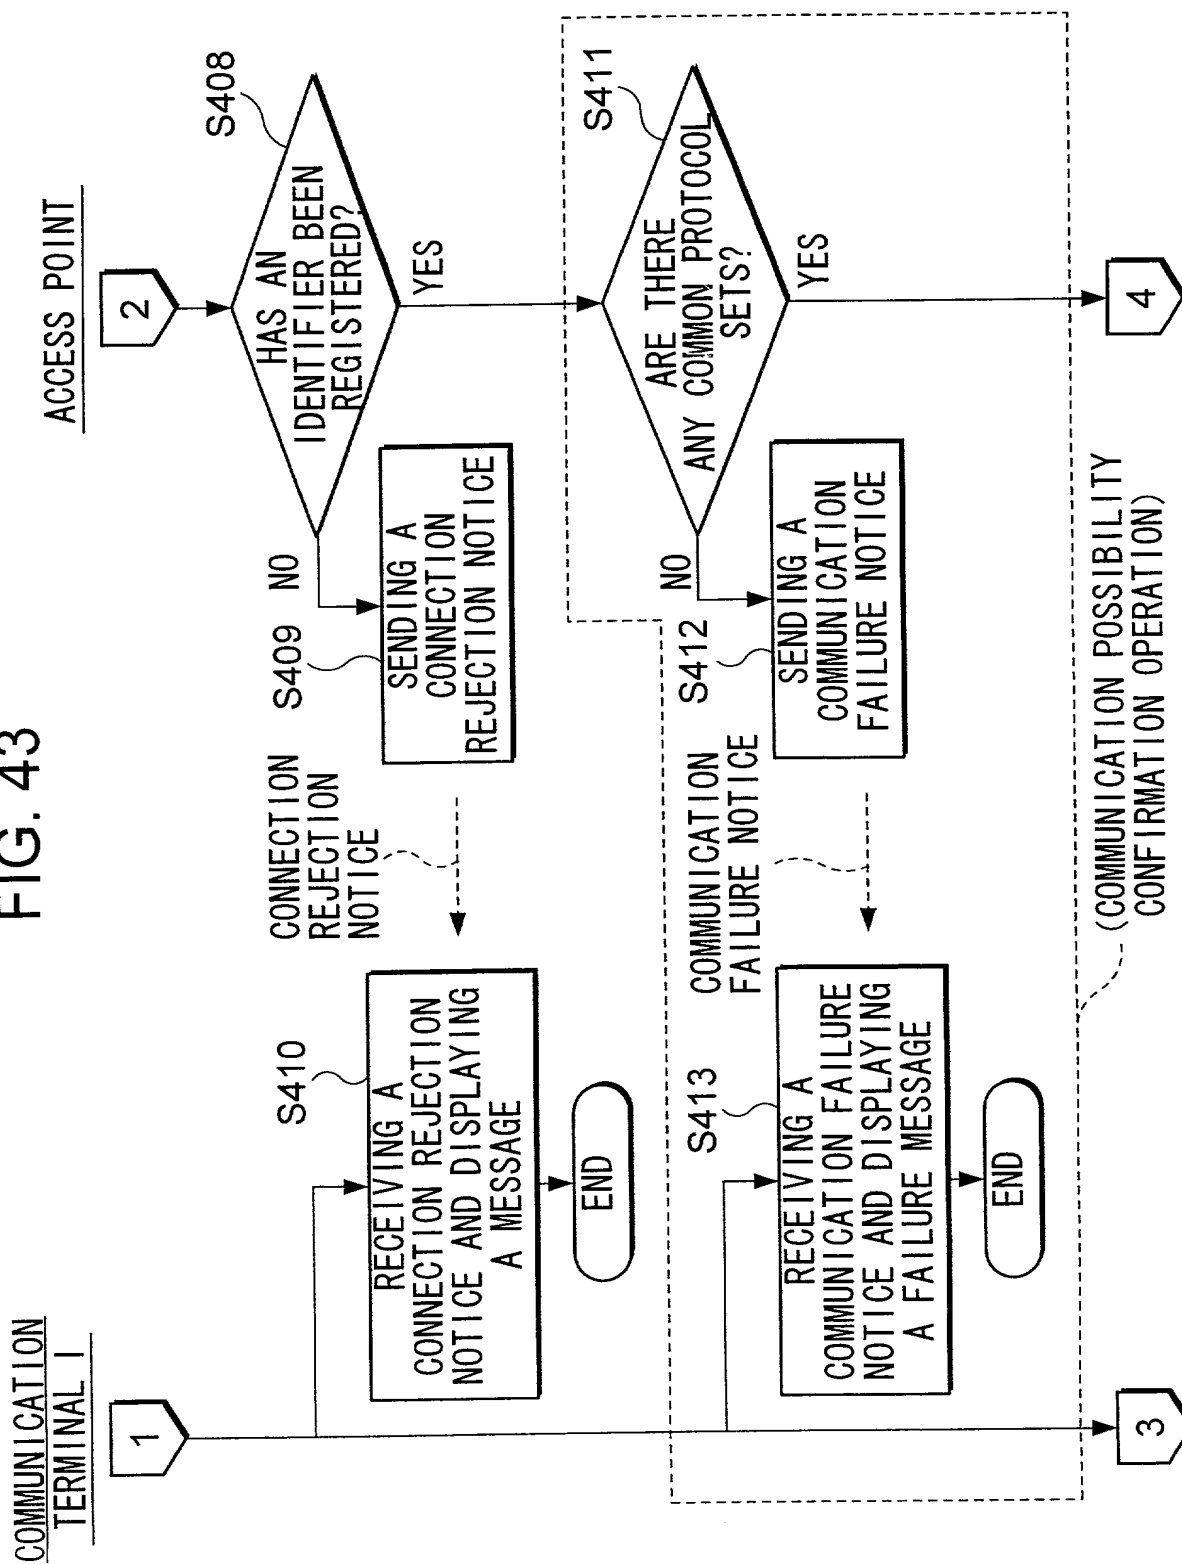 FIG. 43
COMMUNICATION
TERMINAL I
ACCESS POINT
1
2
S408
HAS AN
IDENTIFIER BEEN
REGISTERED?
NO
YES
S409
SENDING A
CONNECTION
REJECTION NOTICE
CONNECTION
REJECTION
NOTICE
S410
RECEIVING A
CONNECTION REJECTION
NOTICE AND DISPLAYING
A MESSAGE
END
S411
ARE THERE
ANY COMMON PROTOCOL
SETS?
NO
YES
S412
SENDING A
COMMUNICATION
FAILURE NOTICE
COMMUNICATION
FAILURE NOTICE
S413
RECEIVING A
COMMUNICATION FAILURE
NOTICE AND DISPLAYING
A FAILURE MESSAGE
END
3
4
(COMMUNICATION POSSIBILITY
CONFIRMATION OPERATION)